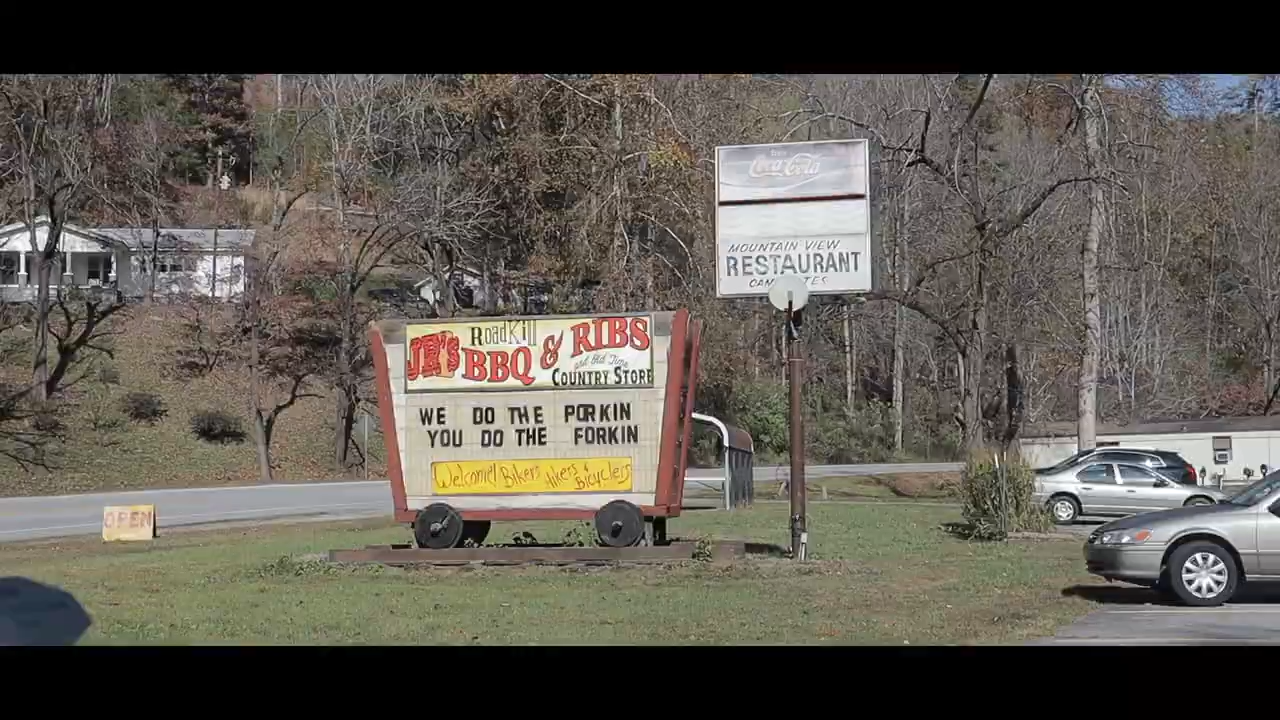 Coca-Cola
MOUNTAIN VIEW
RESTAURANT
JR's RoadKill
BBQ & RIBS
and Old Time
COUNTRY STORE
WE DO THE PORKIN
YOU DO THE FORKIN
Welcome! Bikers Hikers & Bicyclers
OPEN